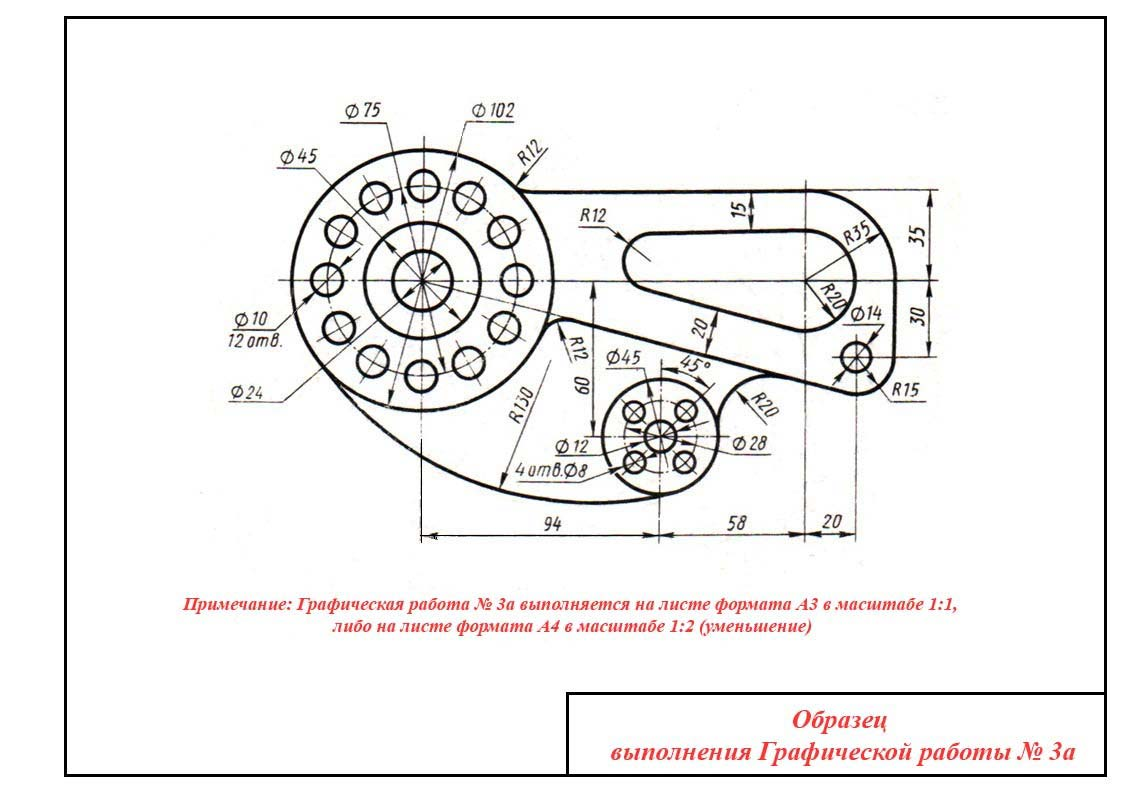 Ø75
Ø102
Ø45
R12
R12
15
R35
35
R20
Ø14
30
Ø10
12 отв.
20
R12
60
Ø45
45°
R15
Ø24
R130
R20
Ø12
Ø28
4 отв.Ø8
94
58
20
Примечание: Графическая работа № 3а выполняется на листе формата А3 в масштабе 1:1,
либо на листе формата А4 в масштабе 1:2 (уменьшение)
Образец
выполнения Графической работы № 3а